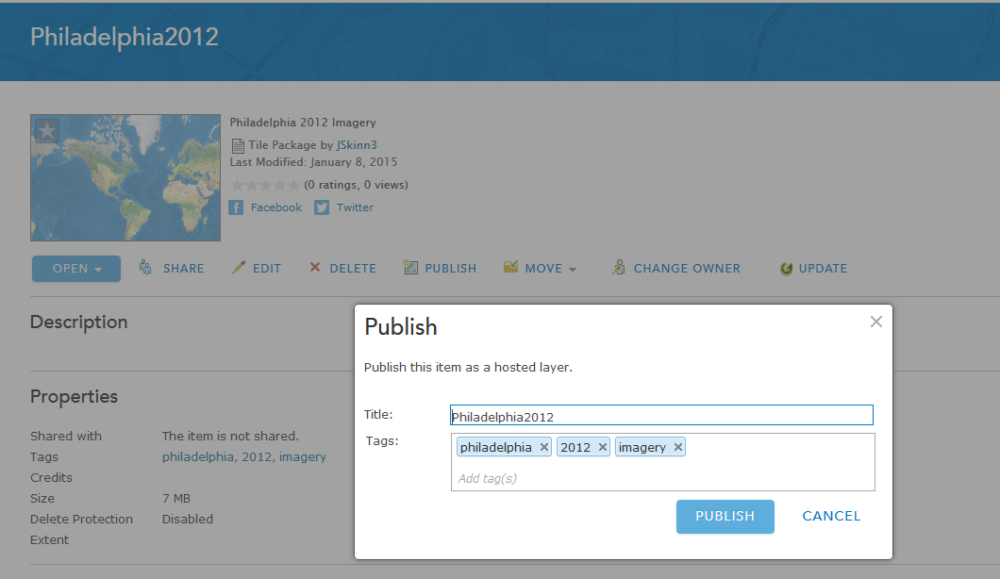 Philadelphia2012
Philadelphia 2012 Imagery
Tile Package by JSkinn3
Last Modified: January 8, 2015
(0 ratings, 0 views)
Facebook Twitter
OPEN SHARE EDIT DELETE PUBLISH MOVE CHANGE OWNER UPDATE
Description
Publish
Publish this item as a hosted layer.
Title: Philadelphia2012
Tags: philadelphia 2012 imagery
Add tag(s)
PUBLISH CANCEL
Properties
Shared with The item is not shared.
Tags philadelphia, 2012, imagery
Credits
Size 7 MB
Delete Protection Disabled
Extent